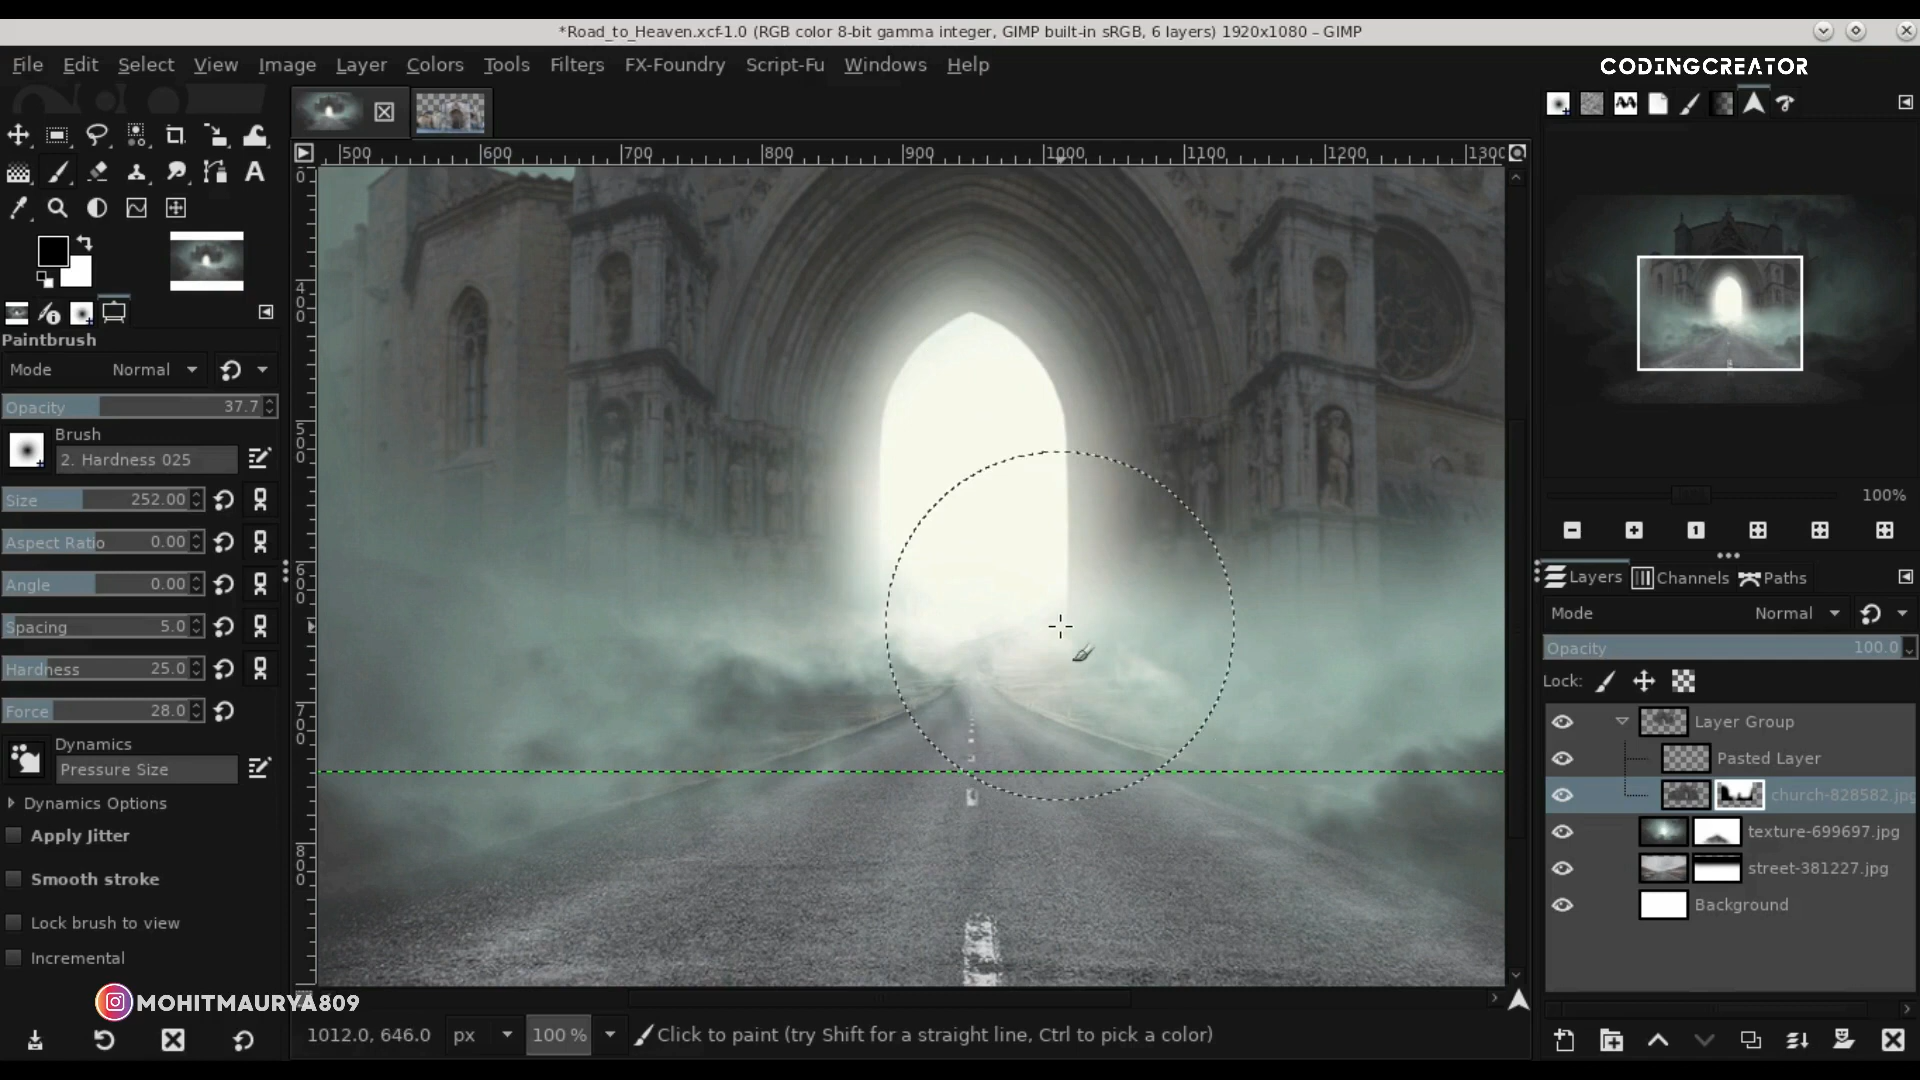 *Road_to_Heaven.xcf-1.0 (RGB color 8-bit gamma integer, GIMP built-in sRGB, 6 layers) 1920x1080 – GIMP
File Edit Select View Image Layer Colors Tools Filters FX-Foundry Script-Fu Windows Help
CODINGCREATOR
500 600 700 800 900 1000 1100 1200 1300
0
400
500
600
700
800
Paintbrush
Mode Normal
Opacity 37.7
Brush
2. Hardness 025
Size 252.00
Aspect Ratio 0.00
Angle 0.00
Spacing 5.0
Hardness 25.0
Force 28.0
Dynamics
Pressure Size
Dynamics Options
Apply Jitter
Smooth stroke
Lock brush to view
Incremental
MOHITMAURYA809
1012.0, 646.0 px 100 % Click to paint (try Shift for a straight line, Ctrl to pick a color)
100%
Layers Channels Paths
Mode Normal
Opacity 100.0
Lock:
Layer Group
Pasted Layer
church-828582.jpg
texture-699697.jpg
street-381227.jpg
Background